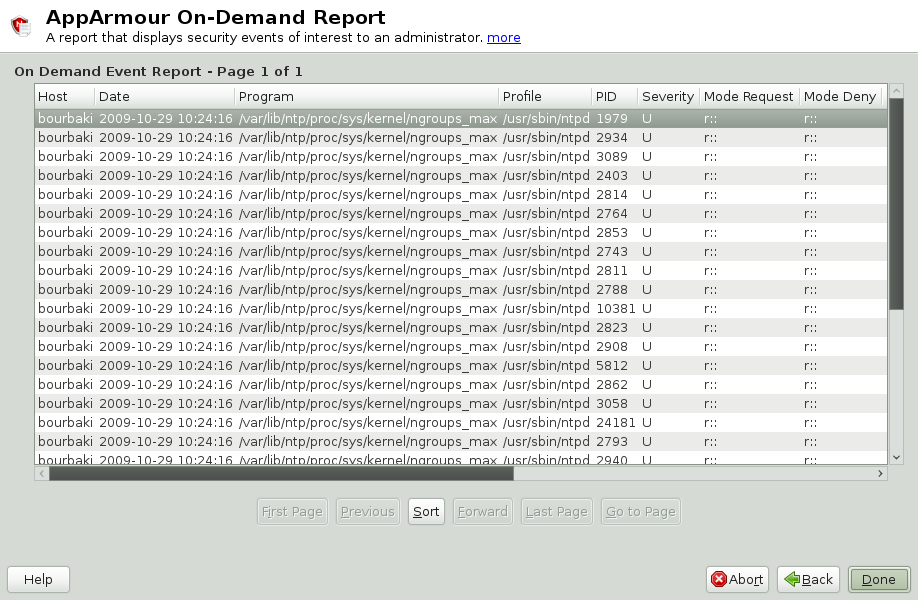 AppArmour On-Demand Report
A report that displays security events of interest to an administrator. more
On Demand Event Report - Page 1 of 1
Host Date Program Profile PID Severity Mode Request Mode Deny
bourbaki 2009-10-29 10:24:16 /var/lib/ntp/proc/sys/kernel/ngroups_max /usr/sbin/ntpd 1979 U r:: r::
bourbaki 2009-10-29 10:24:16 /var/lib/ntp/proc/sys/kernel/ngroups_max /usr/sbin/ntpd 2934 U r:: r::
bourbaki 2009-10-29 10:24:16 /var/lib/ntp/proc/sys/kernel/ngroups_max /usr/sbin/ntpd 3089 U r:: r::
bourbaki 2009-10-29 10:24:16 /var/lib/ntp/proc/sys/kernel/ngroups_max /usr/sbin/ntpd 2403 U r:: r::
bourbaki 2009-10-29 10:24:16 /var/lib/ntp/proc/sys/kernel/ngroups_max /usr/sbin/ntpd 2814 U r:: r::
bourbaki 2009-10-29 10:24:16 /var/lib/ntp/proc/sys/kernel/ngroups_max /usr/sbin/ntpd 2764 U r:: r::
bourbaki 2009-10-29 10:24:16 /var/lib/ntp/proc/sys/kernel/ngroups_max /usr/sbin/ntpd 2853 U r:: r::
bourbaki 2009-10-29 10:24:16 /var/lib/ntp/proc/sys/kernel/ngroups_max /usr/sbin/ntpd 2743 U r:: r::
bourbaki 2009-10-29 10:24:16 /var/lib/ntp/proc/sys/kernel/ngroups_max /usr/sbin/ntpd 2811 U r:: r::
bourbaki 2009-10-29 10:24:16 /var/lib/ntp/proc/sys/kernel/ngroups_max /usr/sbin/ntpd 2788 U r:: r::
bourbaki 2009-10-29 10:24:16 /var/lib/ntp/proc/sys/kernel/ngroups_max /usr/sbin/ntpd 10381 U r:: r::
bourbaki 2009-10-29 10:24:16 /var/lib/ntp/proc/sys/kernel/ngroups_max /usr/sbin/ntpd 2823 U r:: r::
bourbaki 2009-10-29 10:24:16 /var/lib/ntp/proc/sys/kernel/ngroups_max /usr/sbin/ntpd 2908 U r:: r::
bourbaki 2009-10-29 10:24:16 /var/lib/ntp/proc/sys/kernel/ngroups_max /usr/sbin/ntpd 5812 U r:: r::
bourbaki 2009-10-29 10:24:16 /var/lib/ntp/proc/sys/kernel/ngroups_max /usr/sbin/ntpd 2862 U r:: r::
bourbaki 2009-10-29 10:24:16 /var/lib/ntp/proc/sys/kernel/ngroups_max /usr/sbin/ntpd 3058 U r:: r::
bourbaki 2009-10-29 10:24:16 /var/lib/ntp/proc/sys/kernel/ngroups_max /usr/sbin/ntpd 24181 U r:: r::
bourbaki 2009-10-29 10:24:16 /var/lib/ntp/proc/sys/kernel/ngroups_max /usr/sbin/ntpd 2793 U r:: r::
bourbaki 2009-10-29 10:24:16 /var/lib/ntp/proc/sys/kernel/ngroups_max /usr/sbin/ntpd 2940 U r:: r::
First Page Previous Sort Forward Last Page Go to Page
Help Abort Back Done